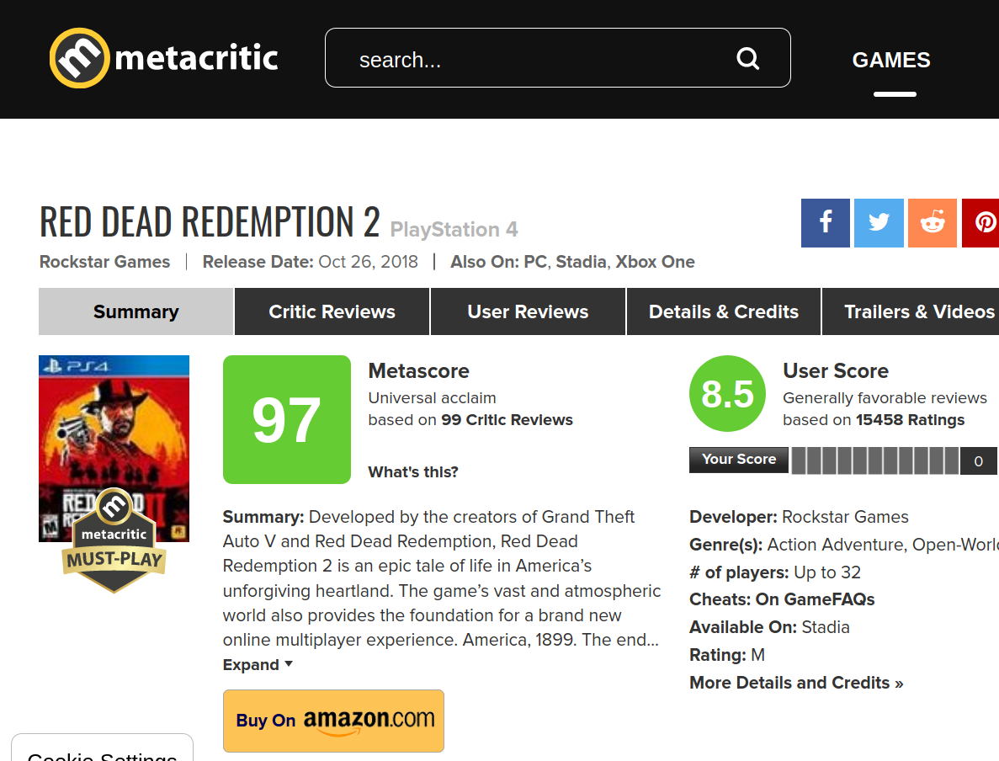 metacritic
search...
GAMES
RED DEAD REDEMPTION 2 PlayStation 4
Rockstar Games | Release Date: Oct 26, 2018 | Also On: PC, Stadia, Xbox One
Summary
Critic Reviews
User Reviews
Details & Credits
Trailers & Videos
PS4
RED DEAD
metacritic
MUST-PLAY
97
Metascore
Universal acclaim
based on 99 Critic Reviews
What's this?
8.5
User Score
Generally favorable reviews
based on 15458 Ratings
Your Score
0
Summary: Developed by the creators of Grand Theft
Auto V and Red Dead Redemption, Red Dead
Redemption 2 is an epic tale of life in America's
unforgiving heartland. The game's vast and atmospheric
world also provides the foundation for a brand new
online multiplayer experience. America, 1899. The end...
Expand
Buy On amazon.com
Developer: Rockstar Games
Genre(s): Action Adventure, Open-World
# of players: Up to 32
Cheats: On GameFAQs
Available On: Stadia
Rating: M
More Details and Credits »
Cookie Settings